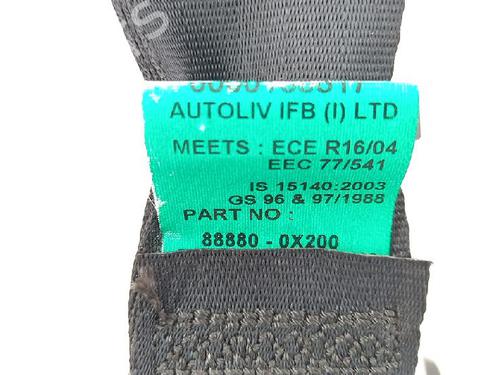 AUTOLIV IFB (I) LTD
MEETS : ECE R16/04
EEC 77/541
IS 15140:2003
GS 96 & 97/1988
PART NO :
88880 - 0X200